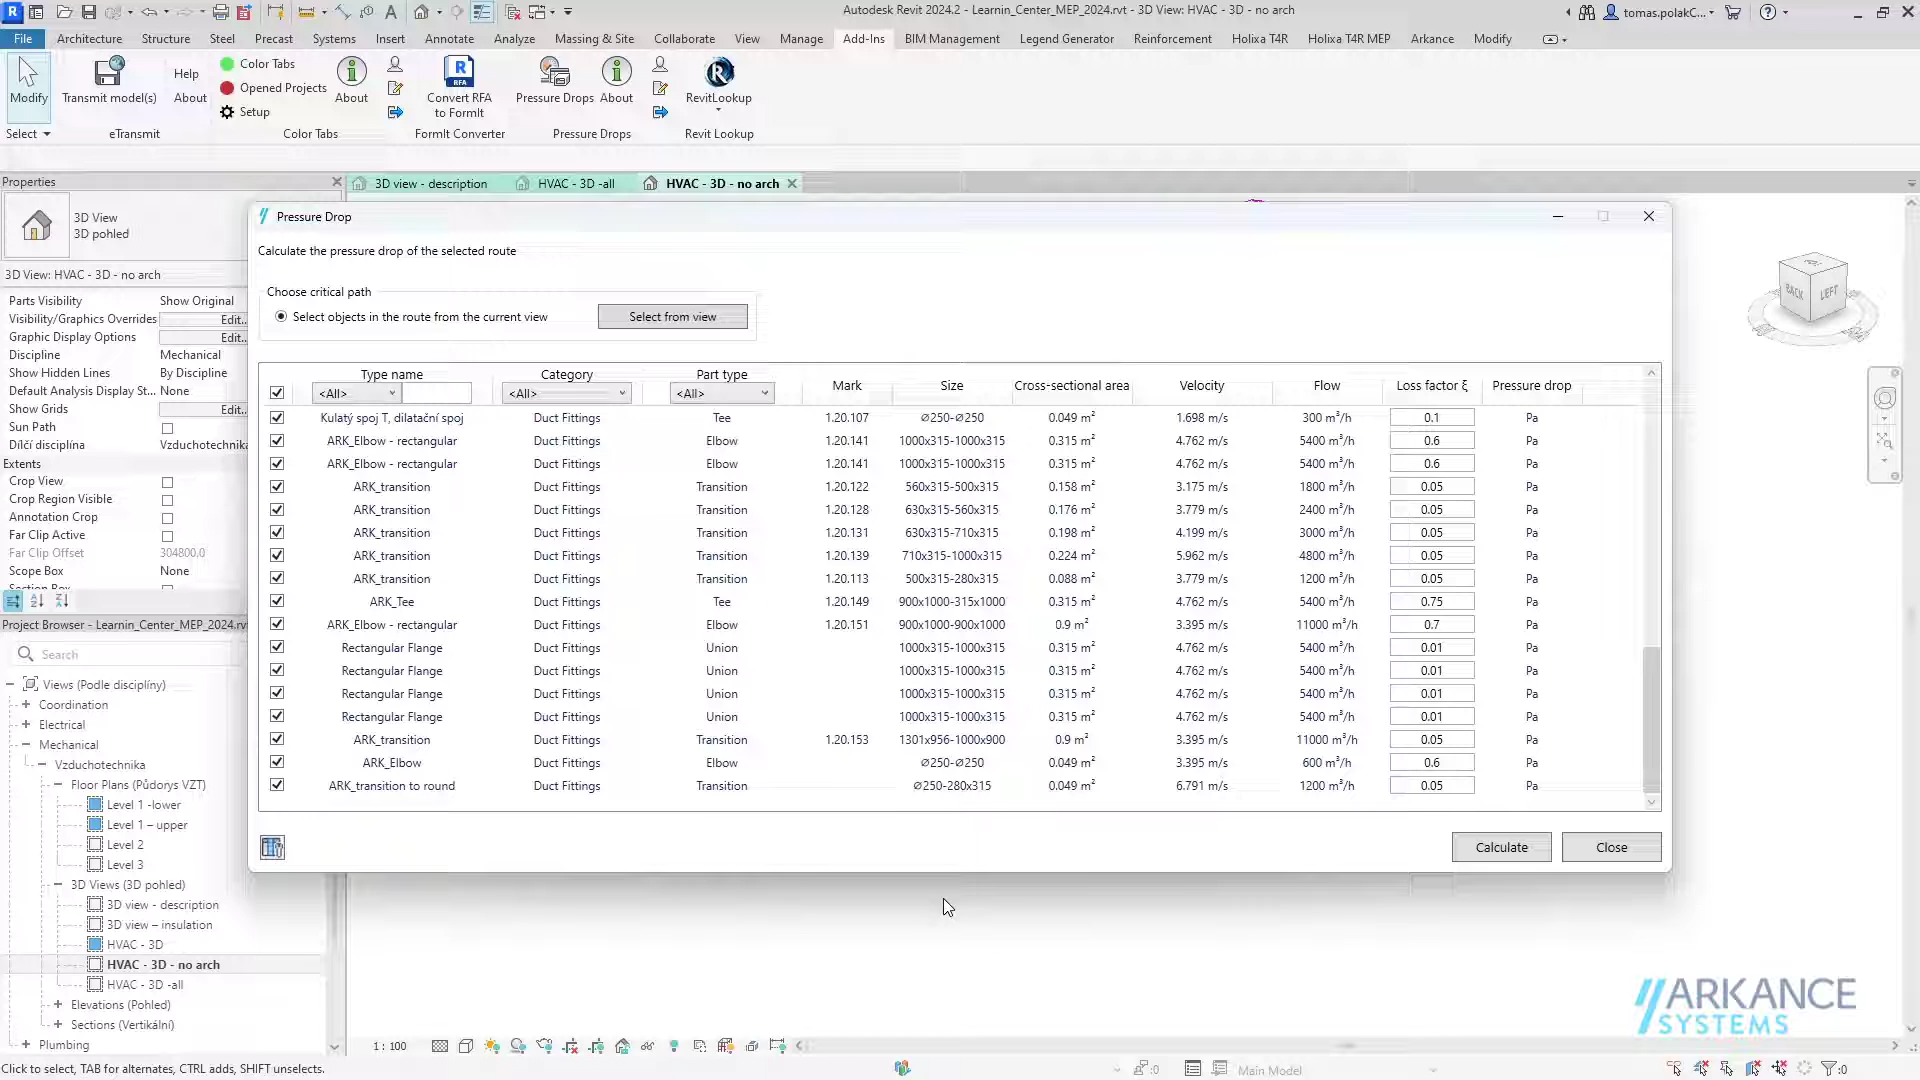 Autodesk Revit 2024.2 - Learnin_Center_MEP_2024.rvt - 3D View: HVAC - 3D - no arch
tomas.polakC...
File Architecture Structure Steel Precast Systems Insert Annotate Analyze Massing & Site Collaborate View Manage Add-Ins BIM Management Legend Generator Reinforcement Holixa T4R Holixa T4R MEP Arkance Modify
Modify
Transmit model(s)
Help
About
Color Tabs
Opened Projects
Setup
About
Convert RFA
to FormIt
Pressure Drops
About
RevitLookup
Select
eTransmit
Color Tabs
FormIt Converter
Pressure Drops
Revit Lookup
Properties
3D view - description
HVAC - 3D -all
HVAC - 3D - no arch
3D View
3D pohled
3D View: HVAC - 3D - no arch
Parts Visibility Show Original
Visibility/Graphics Overrides Edit...
Graphic Display Options Edit...
Discipline Mechanical
Show Hidden Lines By Discipline
Default Analysis Display St... None
Show Grids Edit...
Sun Path
Dílčí disciplína Vzduchotechnika
Extents
Crop View
Crop Region Visible
Annotation Crop
Far Clip Active
Far Clip Offset 304800,0
Scope Box None
Section Box
Project Browser - Learnin_Center_MEP_2024.rvt
Search
Views (Podle disciplíny)
Coordination
Electrical
Mechanical
Vzduchotechnika
Floor Plans (Půdorys VZT)
Level 1 -lower
Level 1 – upper
Level 2
Level 3
3D Views (3D pohled)
3D view - description
3D view – insulation
HVAC - 3D
HVAC - 3D - no arch
HVAC - 3D -all
Elevations (Pohled)
Sections (Vertikální)
Plumbing
Pressure Drop
Calculate the pressure drop of the selected route
Choose critical path
Select objects in the route from the current view
Select from view
Type name Category Part type Mark Size Cross-sectional area Velocity Flow Loss factor ξ Pressure drop
<All> <All> <All>
Kulatý spoj T, dilatační spoj Duct Fittings Tee 1.20.107 Ø250-Ø250 0.049 m² 1.698 m/s 300 m³/h 0.1 Pa
ARK_Elbow - rectangular Duct Fittings Elbow 1.20.141 1000x315-1000x315 0.315 m² 4.762 m/s 5400 m³/h 0.6 Pa
ARK_Elbow - rectangular Duct Fittings Elbow 1.20.141 1000x315-1000x315 0.315 m² 4.762 m/s 5400 m³/h 0.6 Pa
ARK_transition Duct Fittings Transition 1.20.122 560x315-500x315 0.158 m² 3.175 m/s 1800 m³/h 0.05 Pa
ARK_transition Duct Fittings Transition 1.20.128 630x315-560x315 0.176 m² 3.779 m/s 2400 m³/h 0.05 Pa
ARK_transition Duct Fittings Transition 1.20.131 630x315-710x315 0.198 m² 4.199 m/s 3000 m³/h 0.05 Pa
ARK_transition Duct Fittings Transition 1.20.139 710x315-1000x315 0.224 m² 5.962 m/s 4800 m³/h 0.05 Pa
ARK_transition Duct Fittings Transition 1.20.113 500x315-280x315 0.088 m² 3.779 m/s 1200 m³/h 0.05 Pa
ARK_Tee Duct Fittings Tee 1.20.149 900x1000-315x1000 0.315 m² 4.762 m/s 5400 m³/h 0.75 Pa
ARK_Elbow - rectangular Duct Fittings Elbow 1.20.151 900x1000-900x1000 0.9 m² 3.395 m/s 11000 m³/h 0.7 Pa
Rectangular Flange Duct Fittings Union 1000x315-1000x315 0.315 m² 4.762 m/s 5400 m³/h 0.01 Pa
Rectangular Flange Duct Fittings Union 1000x315-1000x315 0.315 m² 4.762 m/s 5400 m³/h 0.01 Pa
Rectangular Flange Duct Fittings Union 1000x315-1000x315 0.315 m² 4.762 m/s 5400 m³/h 0.01 Pa
Rectangular Flange Duct Fittings Union 1000x315-1000x315 0.315 m² 4.762 m/s 5400 m³/h 0.01 Pa
ARK_transition Duct Fittings Transition 1.20.153 1301x956-1000x900 0.9 m² 3.395 m/s 11000 m³/h 0.05 Pa
ARK_Elbow Duct Fittings Elbow Ø250-Ø250 0.049 m² 3.395 m/s 600 m³/h 0.6 Pa
ARK_transition to round Duct Fittings Transition Ø250-280x315 0.049 m² 6.791 m/s 1200 m³/h 0.05 Pa
Calculate
Close
BACK
LEFT
ARKANCE
SYSTEMS
1 : 100
Click to select, TAB for alternates, CTRL adds, SHIFT unselects.
:0
Main Model
:0